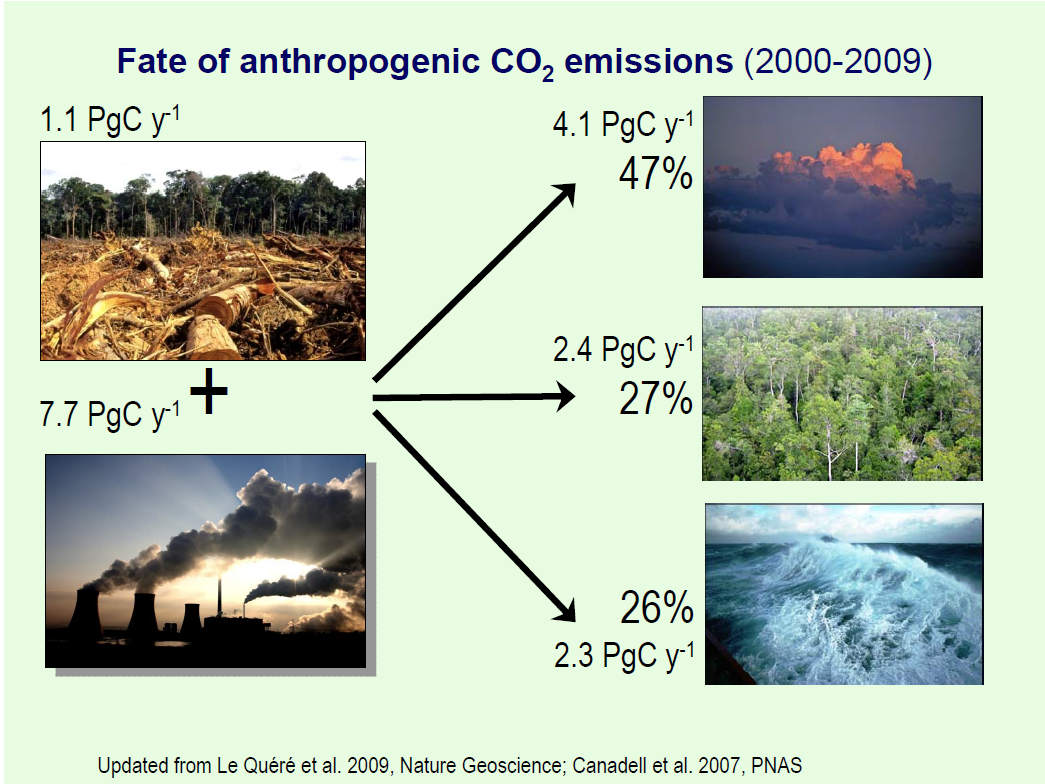 Fate of anthropogenic CO₂ emissions (2000-2009)
1.1 PgC y⁻¹
+
7.7 PgC y⁻¹
4.1 PgC y⁻¹
47%
2.4 PgC y⁻¹
27%
26%
2.3 PgC y⁻¹
Updated from Le Quéré et al. 2009, Nature Geoscience; Canadell et al. 2007, PNAS